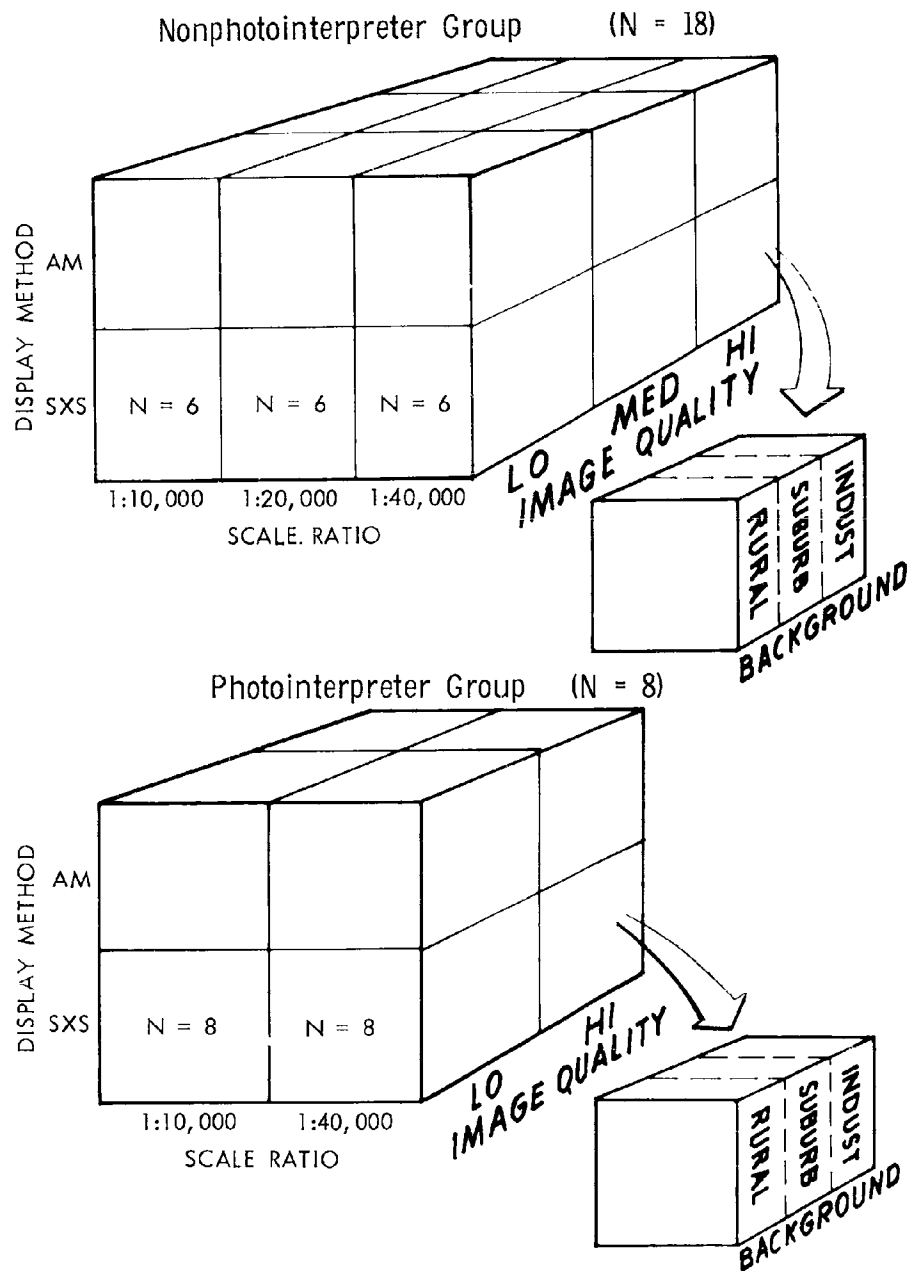 Nonphotointerpreter Group (N = 18)
DISPLAY METHOD
AM
SXS
N = 6 N = 6 N = 6
1:10,000 1:20,000 1:40,000
SCALE. RATIO
LO MED HI
IMAGE QUALITY
RURAL
SUBURB
INDUST
BACKGROUND
Photointerpreter Group (N = 8)
DISPLAY METHOD
AM
SXS
N = 8 N = 8
1:10,000 1:40,000
SCALE RATIO
LO HI
IMAGE QUALITY
RURAL
SUBURB
INDUST
BACKGROUND